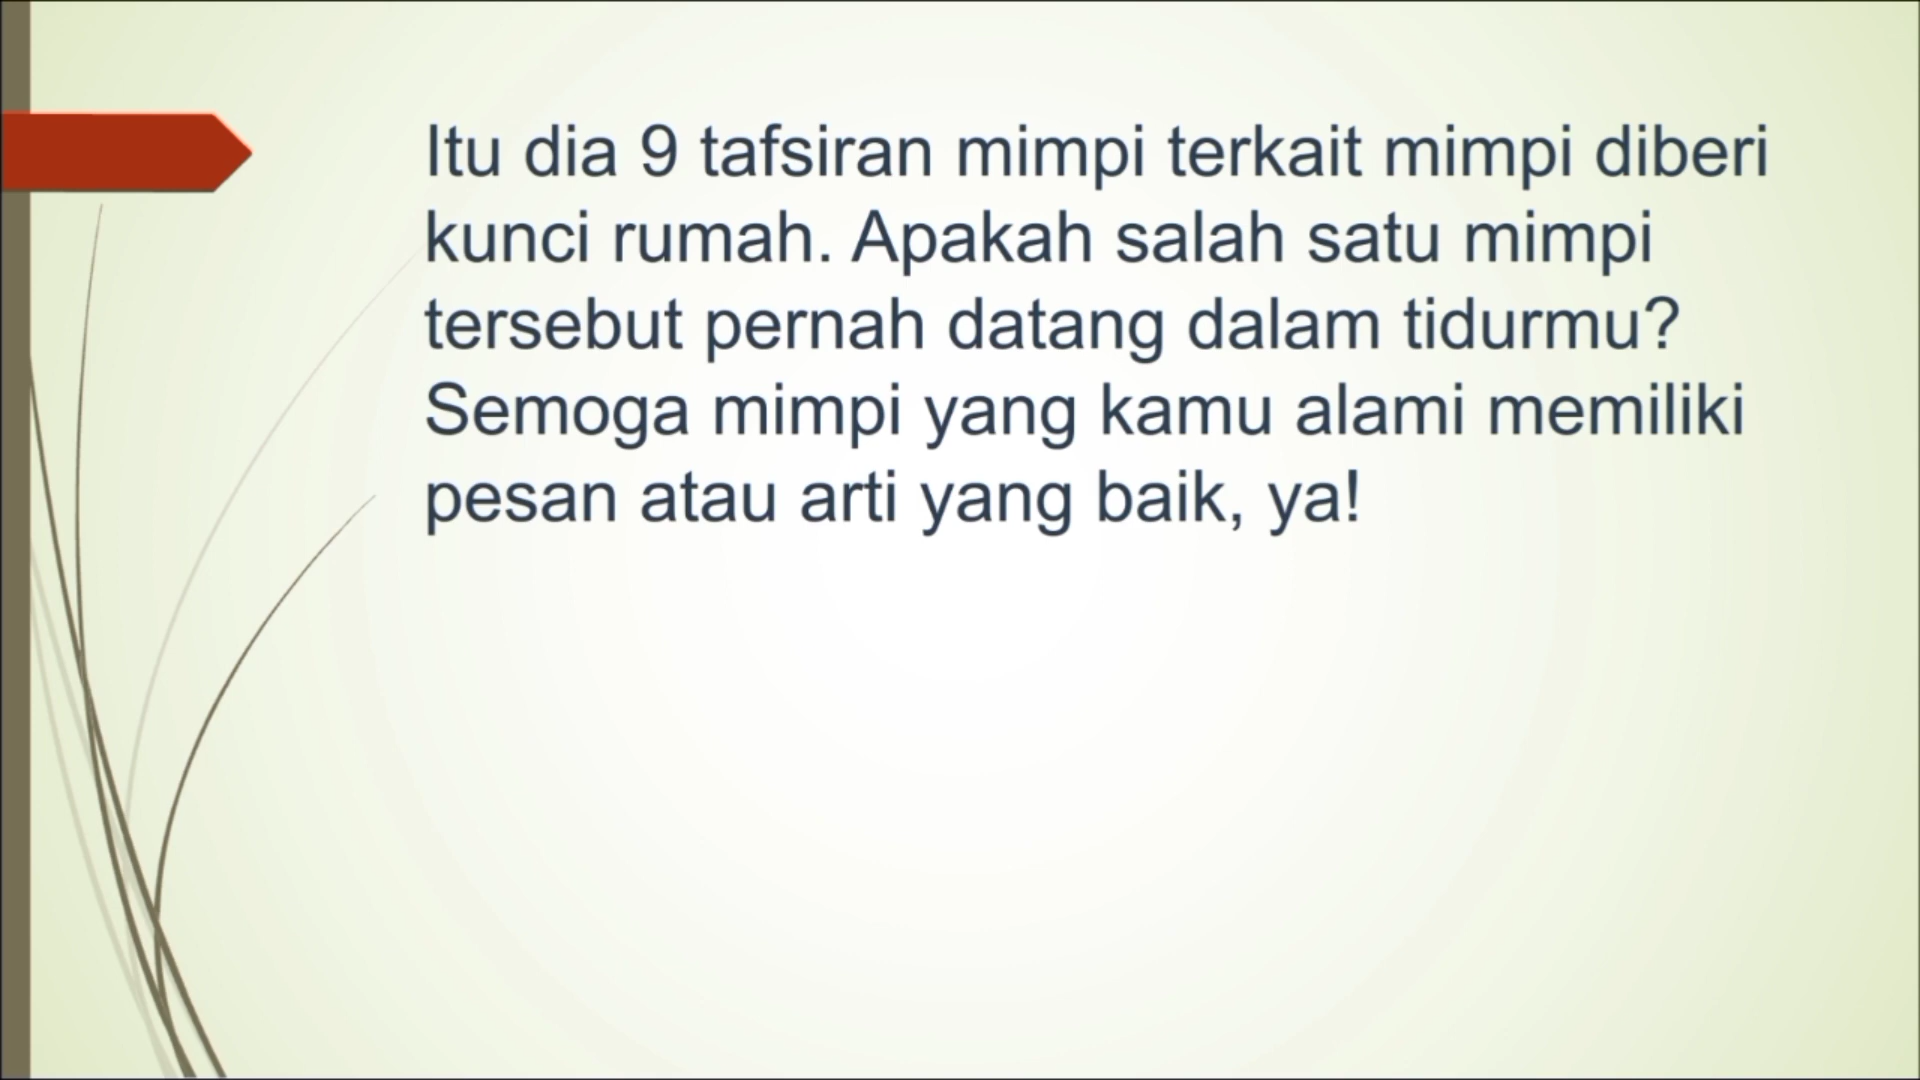 Itu dia 9 tafsiran mimpi terkait mimpi diberi
kunci rumah. Apakah salah satu mimpi
tersebut pernah datang dalam tidurmu?
Semoga mimpi yang kamu alami memiliki
pesan atau arti yang baik, ya!